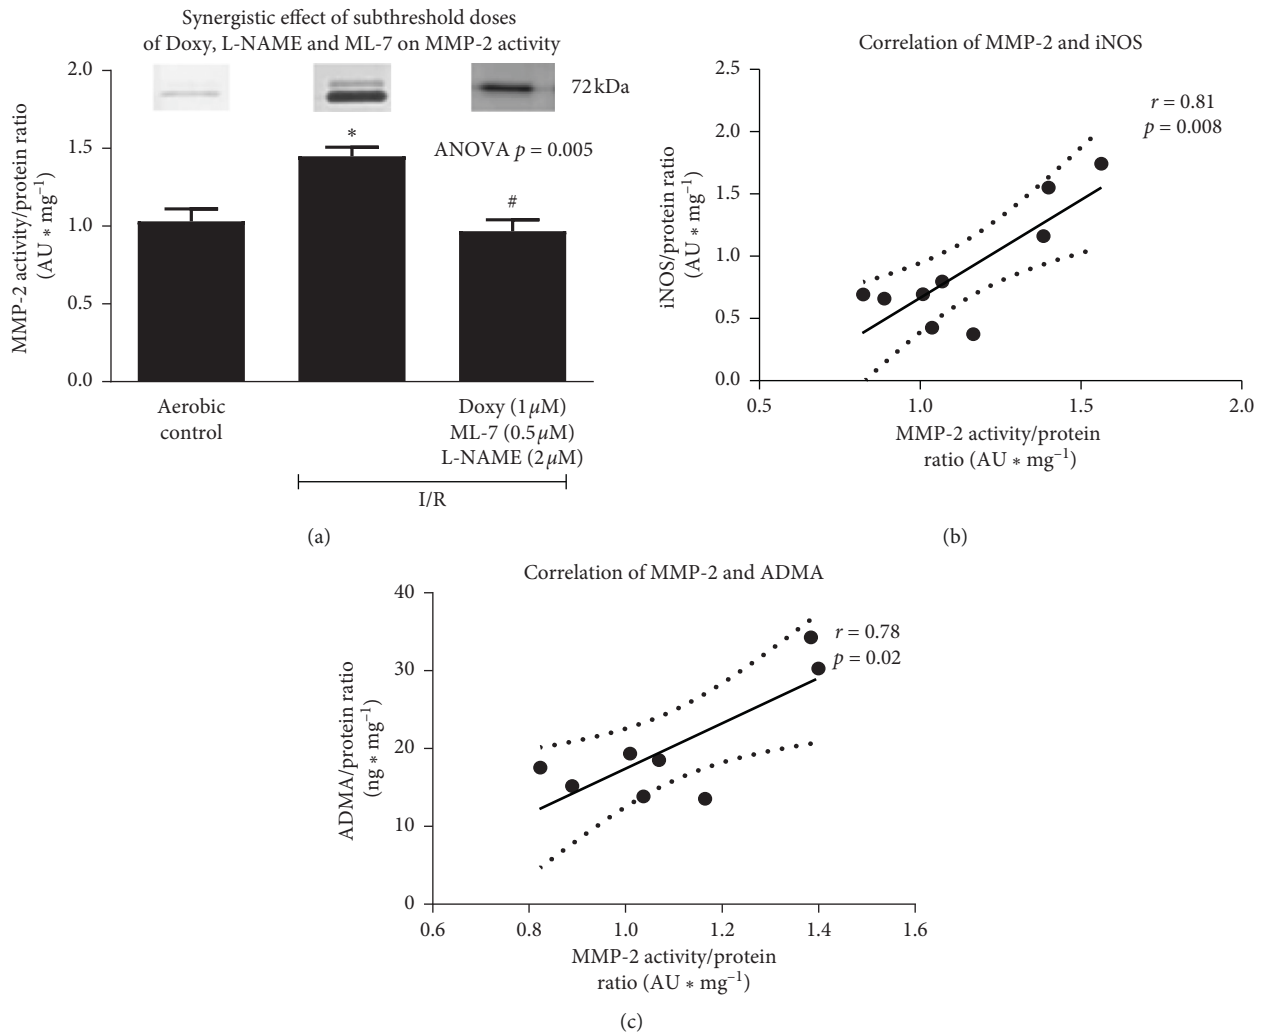 Synergistic effect of subthreshold doses
of Doxy, L-NAME and ML-7 on MMP-2 activity
MMP-2 activity/protein ratio
(AU ∗ mg⁻¹)
2.0
1.5
1.0
0.5
0.0
72 kDa
*
ANOVA p = 0.005
#
Aerobic
control
Doxy (1 μM)
ML-7 (0.5 μM)
L-NAME (2 μM)
I/R
(a)
Correlation of MMP-2 and iNOS
iNOS/protein ratio
(AU ∗ mg⁻¹)
2.5
2.0
1.5
1.0
0.5
0.0
r = 0.81
p = 0.008
0.5
1.0
1.5
2.0
MMP-2 activity/protein
ratio (AU ∗ mg⁻¹)
(b)
Correlation of MMP-2 and ADMA
ADMA/protein ratio
(ng ∗ mg⁻¹)
40
30
20
10
0
r = 0.78
p = 0.02
0.6
0.8
1.0
1.2
1.4
1.6
MMP-2 activity/protein
ratio (AU ∗ mg⁻¹)
(c)